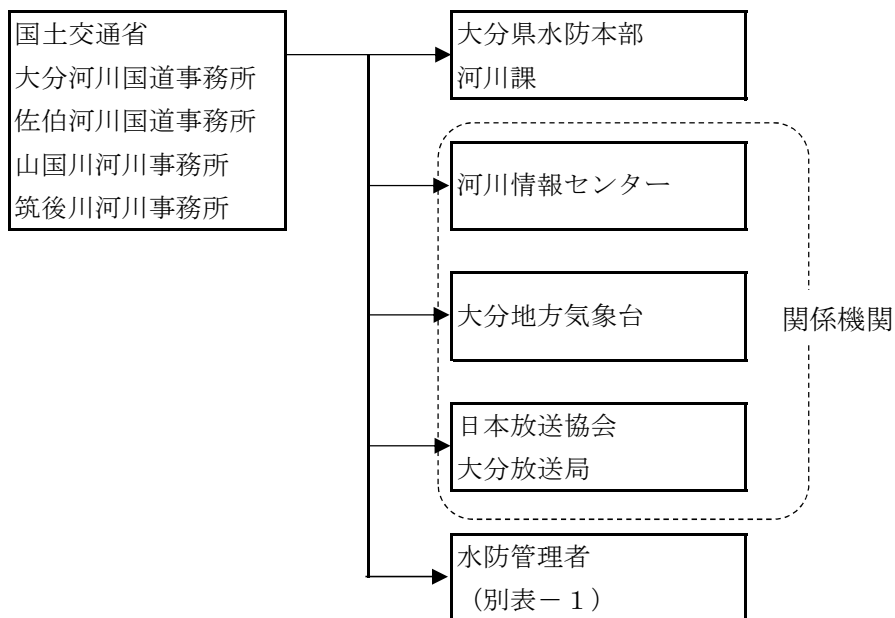 国土交通省
大分河川国道事務所
佐伯河川国道事務所
山国川河川事務所
筑後川河川事務所
大分県水防本部
河川課
河川情報センター
大分地方気象台
関係機関
日本放送協会
大分放送局
水防管理者
（別表－１）